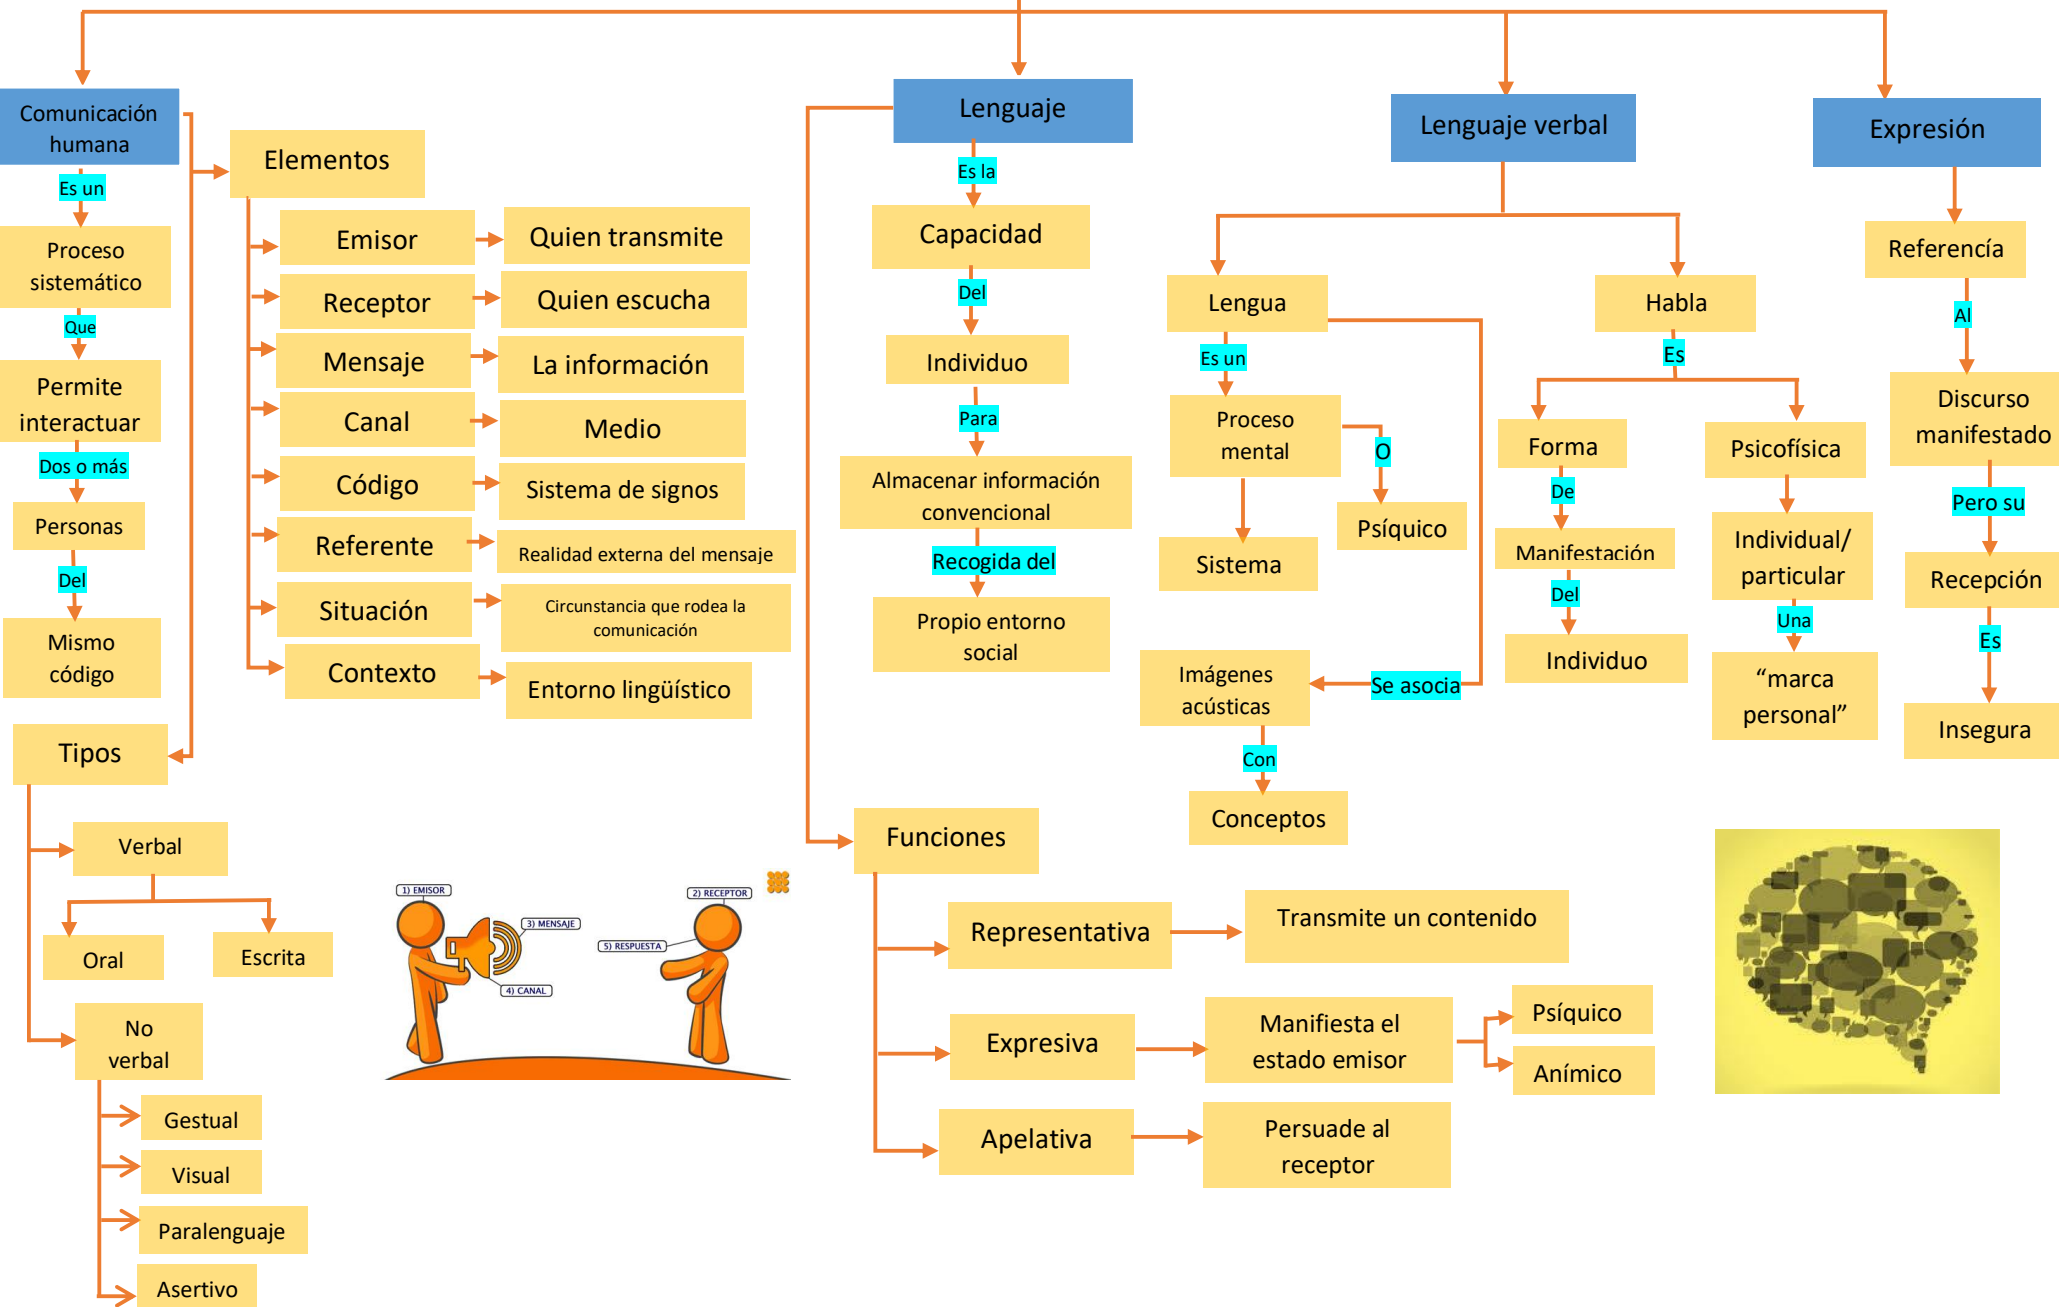 Comunicación
humana
Es un
Proceso
sistemático
Que
Permite
interactuar
Dos o más
Personas
Del
Mismo
código
Elementos
Emisor
Quien transmite
Receptor
Quien escucha
Mensaje
La información
Canal
Medio
Código
Sistema de signos
Referente
Realidad externa del mensaje
Situación
Circunstancia que rodea la
comunicación
Contexto
Entorno lingüístico
Tipos
Verbal
Oral
Escrita
No
verbal
Gestual
Visual
Paralenguaje
Asertivo
1) EMISOR
2) RECEPTOR
3) MENSAJE
5) RESPUESTA
4) CANAL
Lenguaje
Es la
Capacidad
Del
Individuo
Para
Almacenar información
convencional
Recogida del
Propio entorno
social
Funciones
Representativa
Transmite un contenido
Expresiva
Manifiesta el
estado emisor
Psíquico
Anímico
Apelativa
Persuade al
receptor
Lenguaje verbal
Lengua
Es un
Proceso
mental
O
Psíquico
Sistema
Se asocia
Imágenes
acústicas
Con
Conceptos
Habla
Es
Forma
De
Manifestación
Del
Individuo
Psicofísica
Individual/
particular
Una
“marca
personal”
Expresión
Referencía
Al
Discurso
manifestado
Pero su
Recepción
Es
Insegura